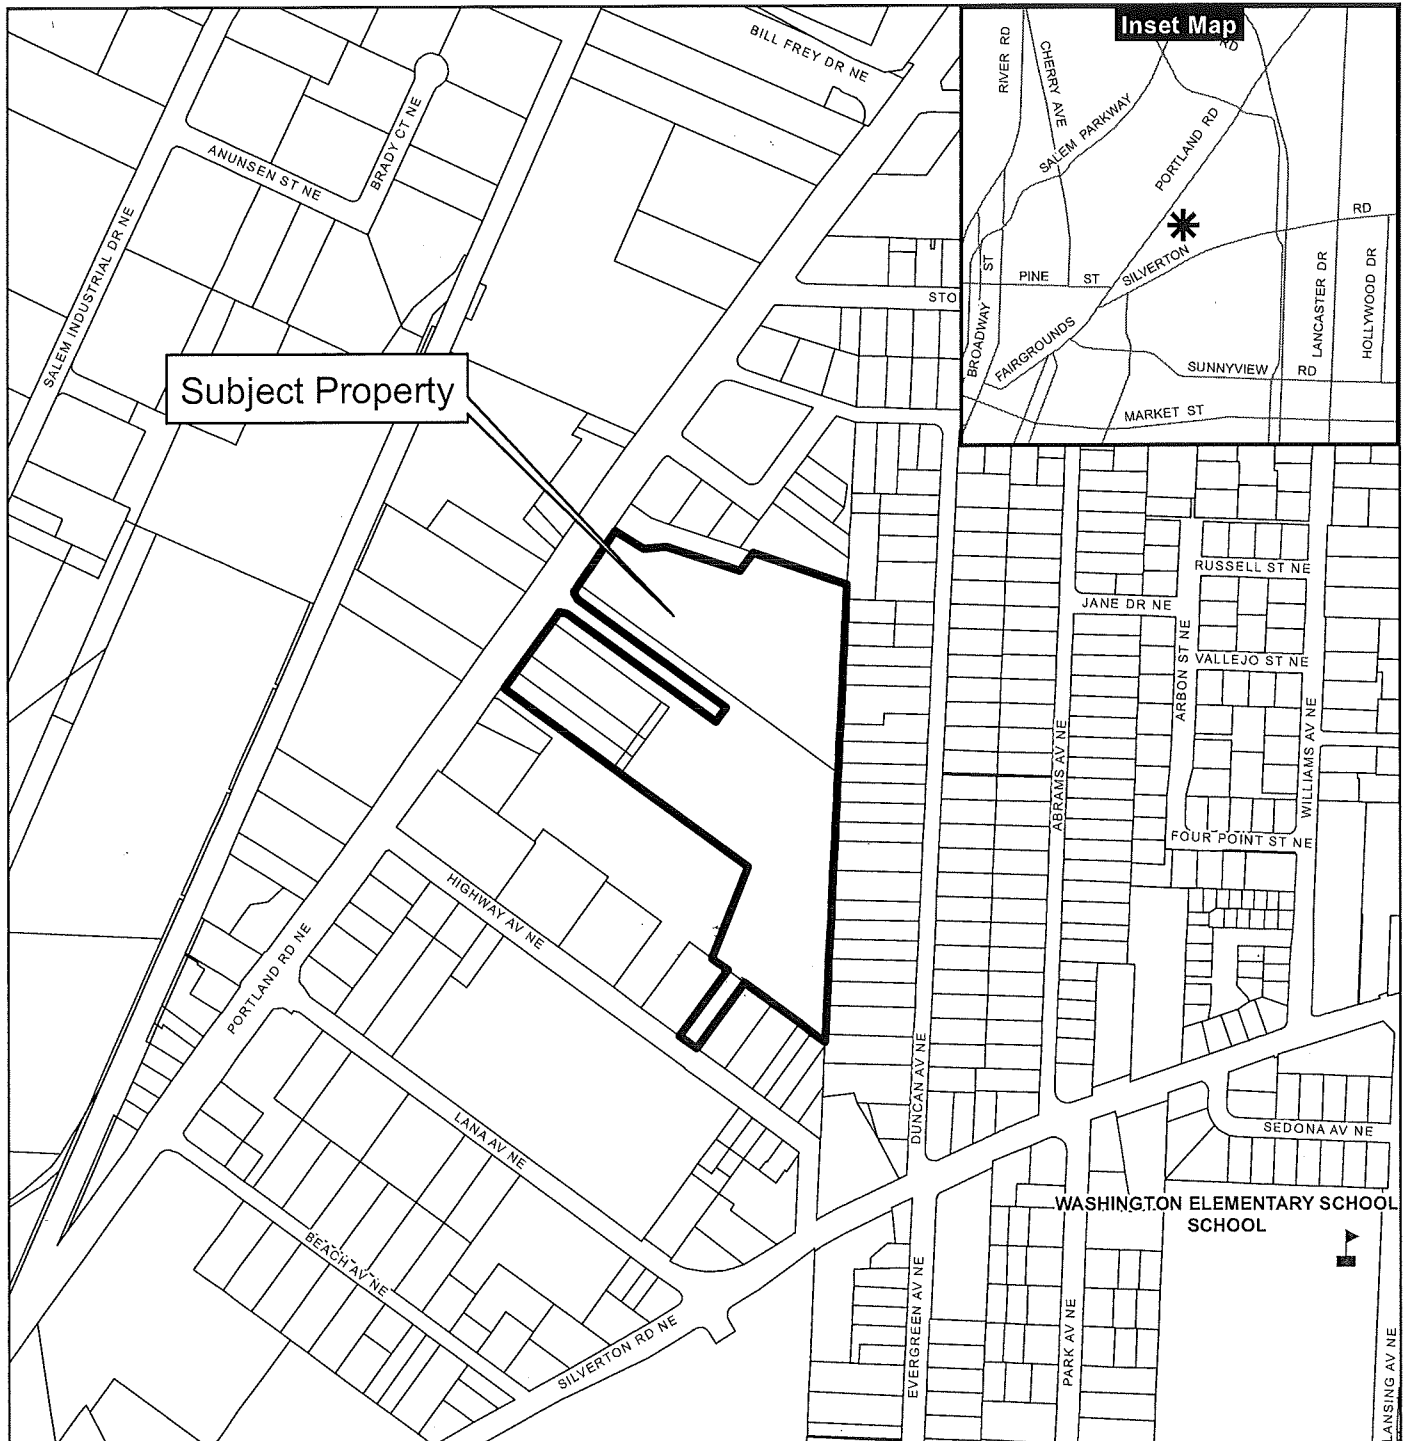 BILL FREY DR NE
Inset Map
RD
RIVER RD
CHERRY AVE
SALEM PARKWAY
PORTLAND RD
RD
SILVERTON
PINE
ST
ST
BROADWAY
FAIRGROUNDS
LANCASTER DR
HOLLYWOOD DR
SUNNYVIEW
RD
MARKET ST
BRADY CT NE
ANUNSEN ST NE
SALEM INDUSTRIAL DR NE
STO
Subject Property
RUSSELL ST NE
JANE DR NE
ARBON ST NE
VALLEJO ST NE
WILLIAMS AV NE
ABRAMS AV NE
FOUR POINT ST NE
HIGHWAY AV NE
PORTLAND RD NE
DUNCAN AV NE
LANA AV NE
SEDONA AV NE
WASHINGTON ELEMENTARY SCHOOL
SCHOOL
BEACH AV NE
SILVERTON RD NE
EVERGREEN AV NE
PARK AV NE
LANSING AV NE